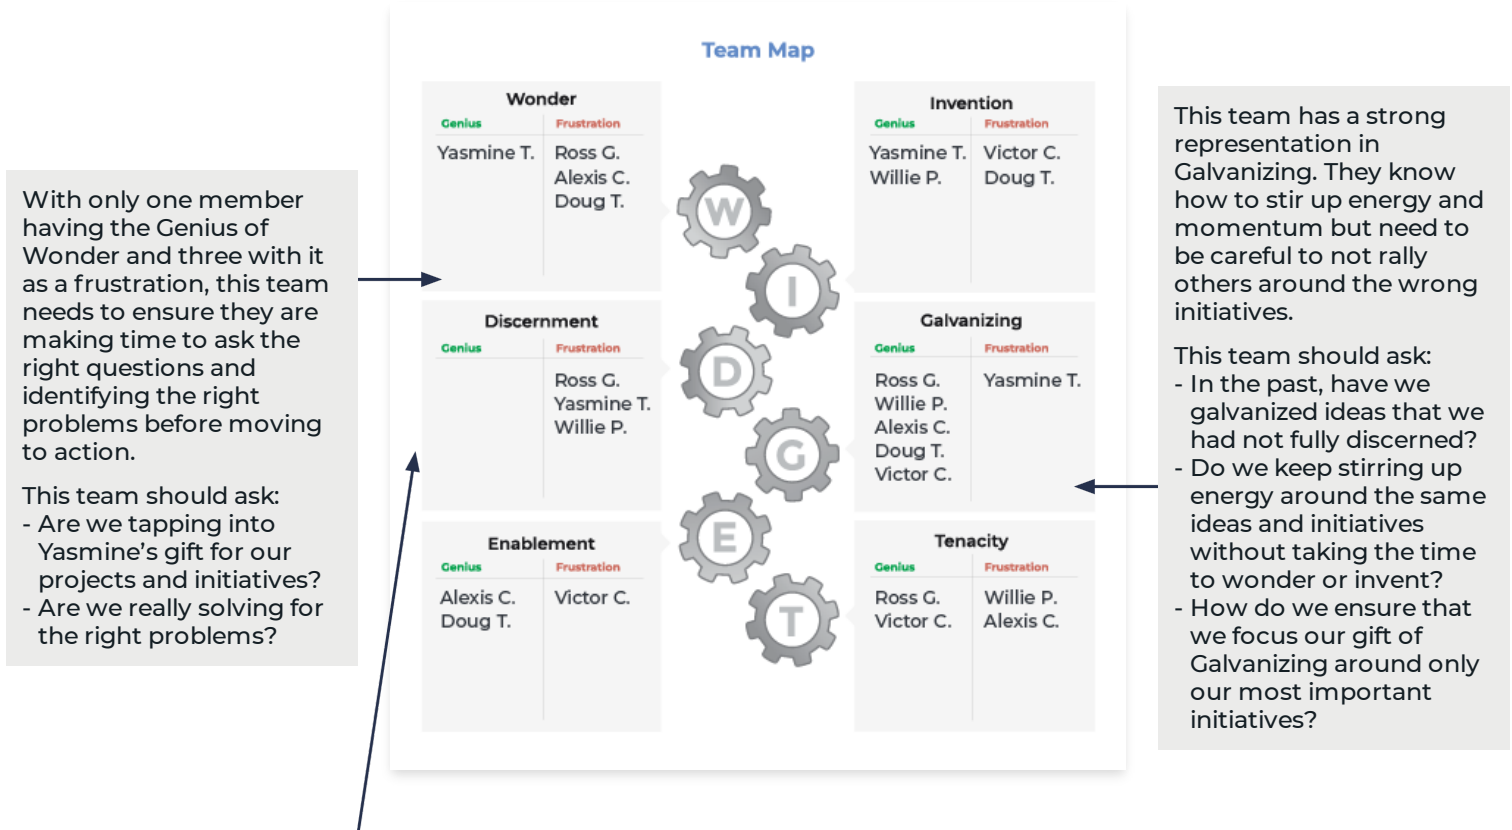 Team Map
With only one member
having the Genius of
Wonder and three with it
as a frustration, this team
needs to ensure they are
making time to ask the
right questions and
identifying the right
problems before moving
to action.
This team should ask:
- Are we tapping into
Yasmine’s gift for our
projects and initiatives?
- Are we really solving for
the right problems?
Wonder
Genius Frustration
Yasmine T. Ross G.
Alexis C.
Doug T.
Discernment
Genius Frustration
Ross G.
Yasmine T.
Willie P.
Enablement
Genius Frustration
Alexis C. Victor C.
Doug T.
W
I
D
G
E
T
Invention
Genius Frustration
Yasmine T. Victor C.
Willie P. Doug T.
Galvanizing
Genius Frustration
Ross G. Yasmine T.
Willie P.
Alexis C.
Doug T.
Victor C.
Tenacity
Genius Frustration
Ross G. Willie P.
Victor C. Alexis C.
This team has a strong
representation in
Galvanizing. They know
how to stir up energy and
momentum but need to
be careful to not rally
others around the wrong
initiatives.
This team should ask:
- In the past, have we
galvanized ideas that we
had not fully discerned?
- Do we keep stirring up
energy around the same
ideas and initiatives
without taking the time
to wonder or invent?
- How do we ensure that
we focus our gift of
Galvanizing around only
our most important
initiatives?